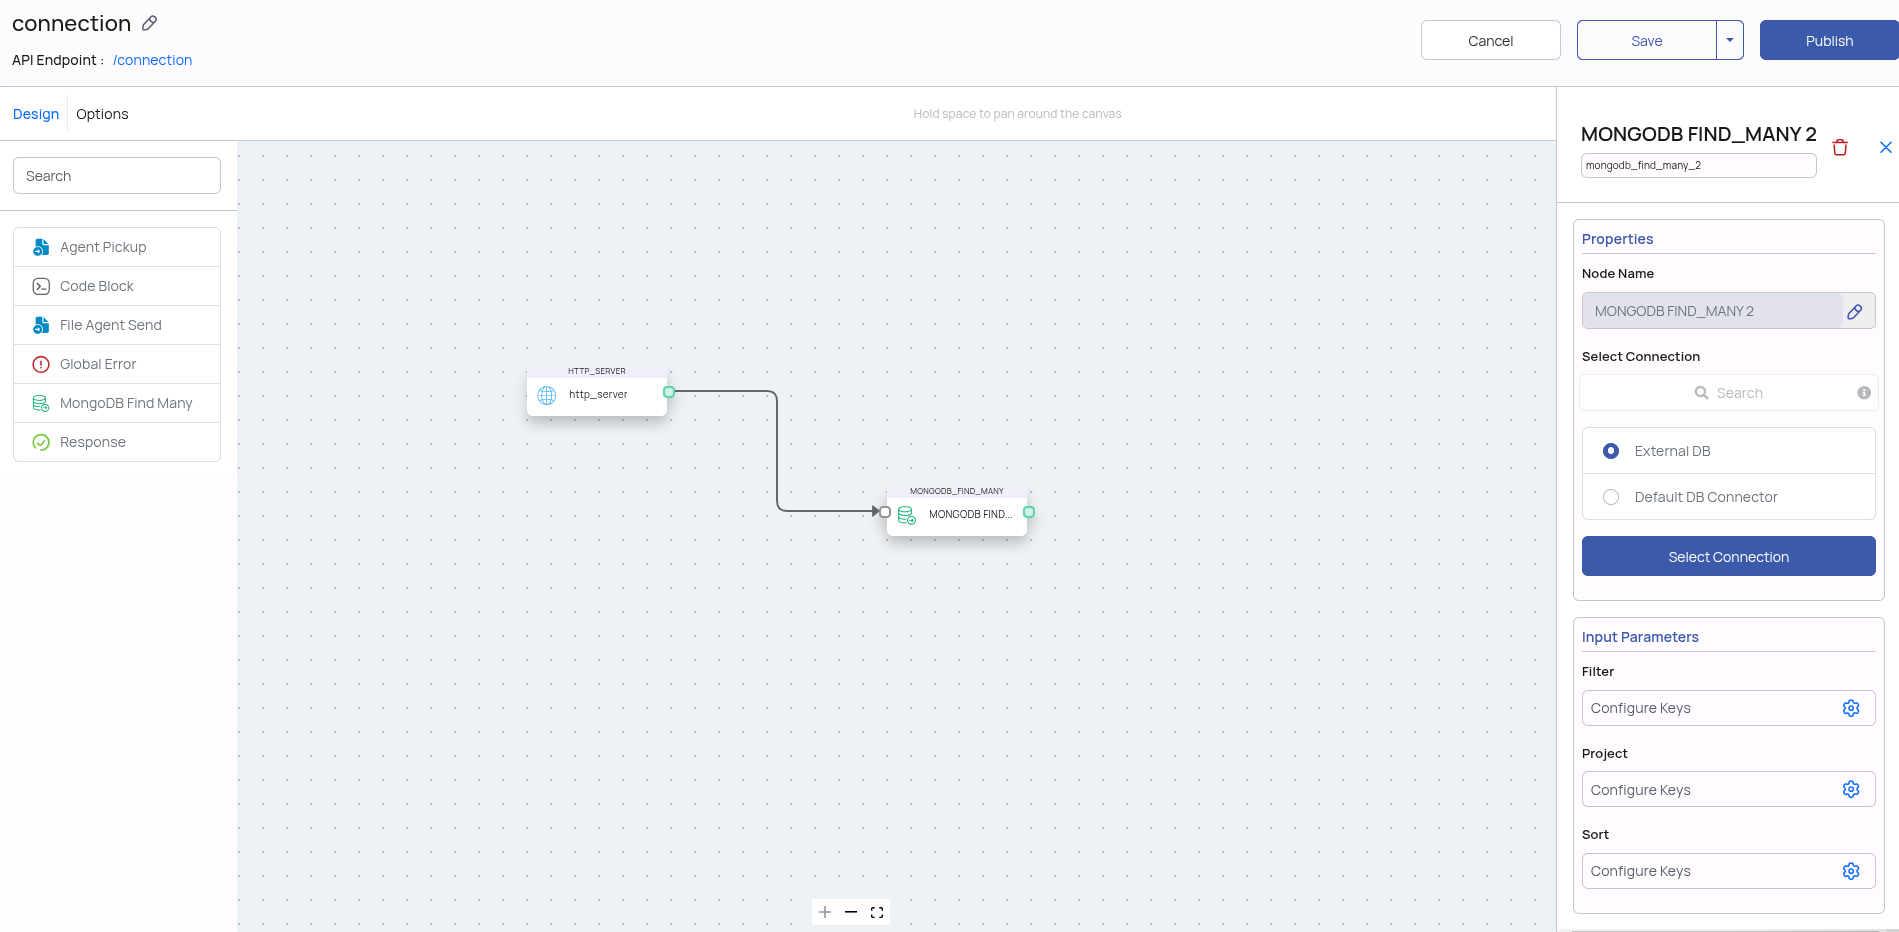 connection
API Endpoint : /connection
Cancel
Save
Publish
Design
Options
Hold space to pan around the canvas
Search
Agent Pickup
Code Block
File Agent Send
Global Error
MongoDB Find Many
Response
HTTP_SERVER
http_server
MONGODB_FIND_MANY
MONGODB FIND...
MONGODB FIND_MANY 2
mongodb_find_many_2
Properties
Node Name
MONGODB FIND_MANY 2
Select Connection
Search
External DB
Default DB Connector
Select Connection
Input Parameters
Filter
Configure Keys
Project
Configure Keys
Sort
Configure Keys